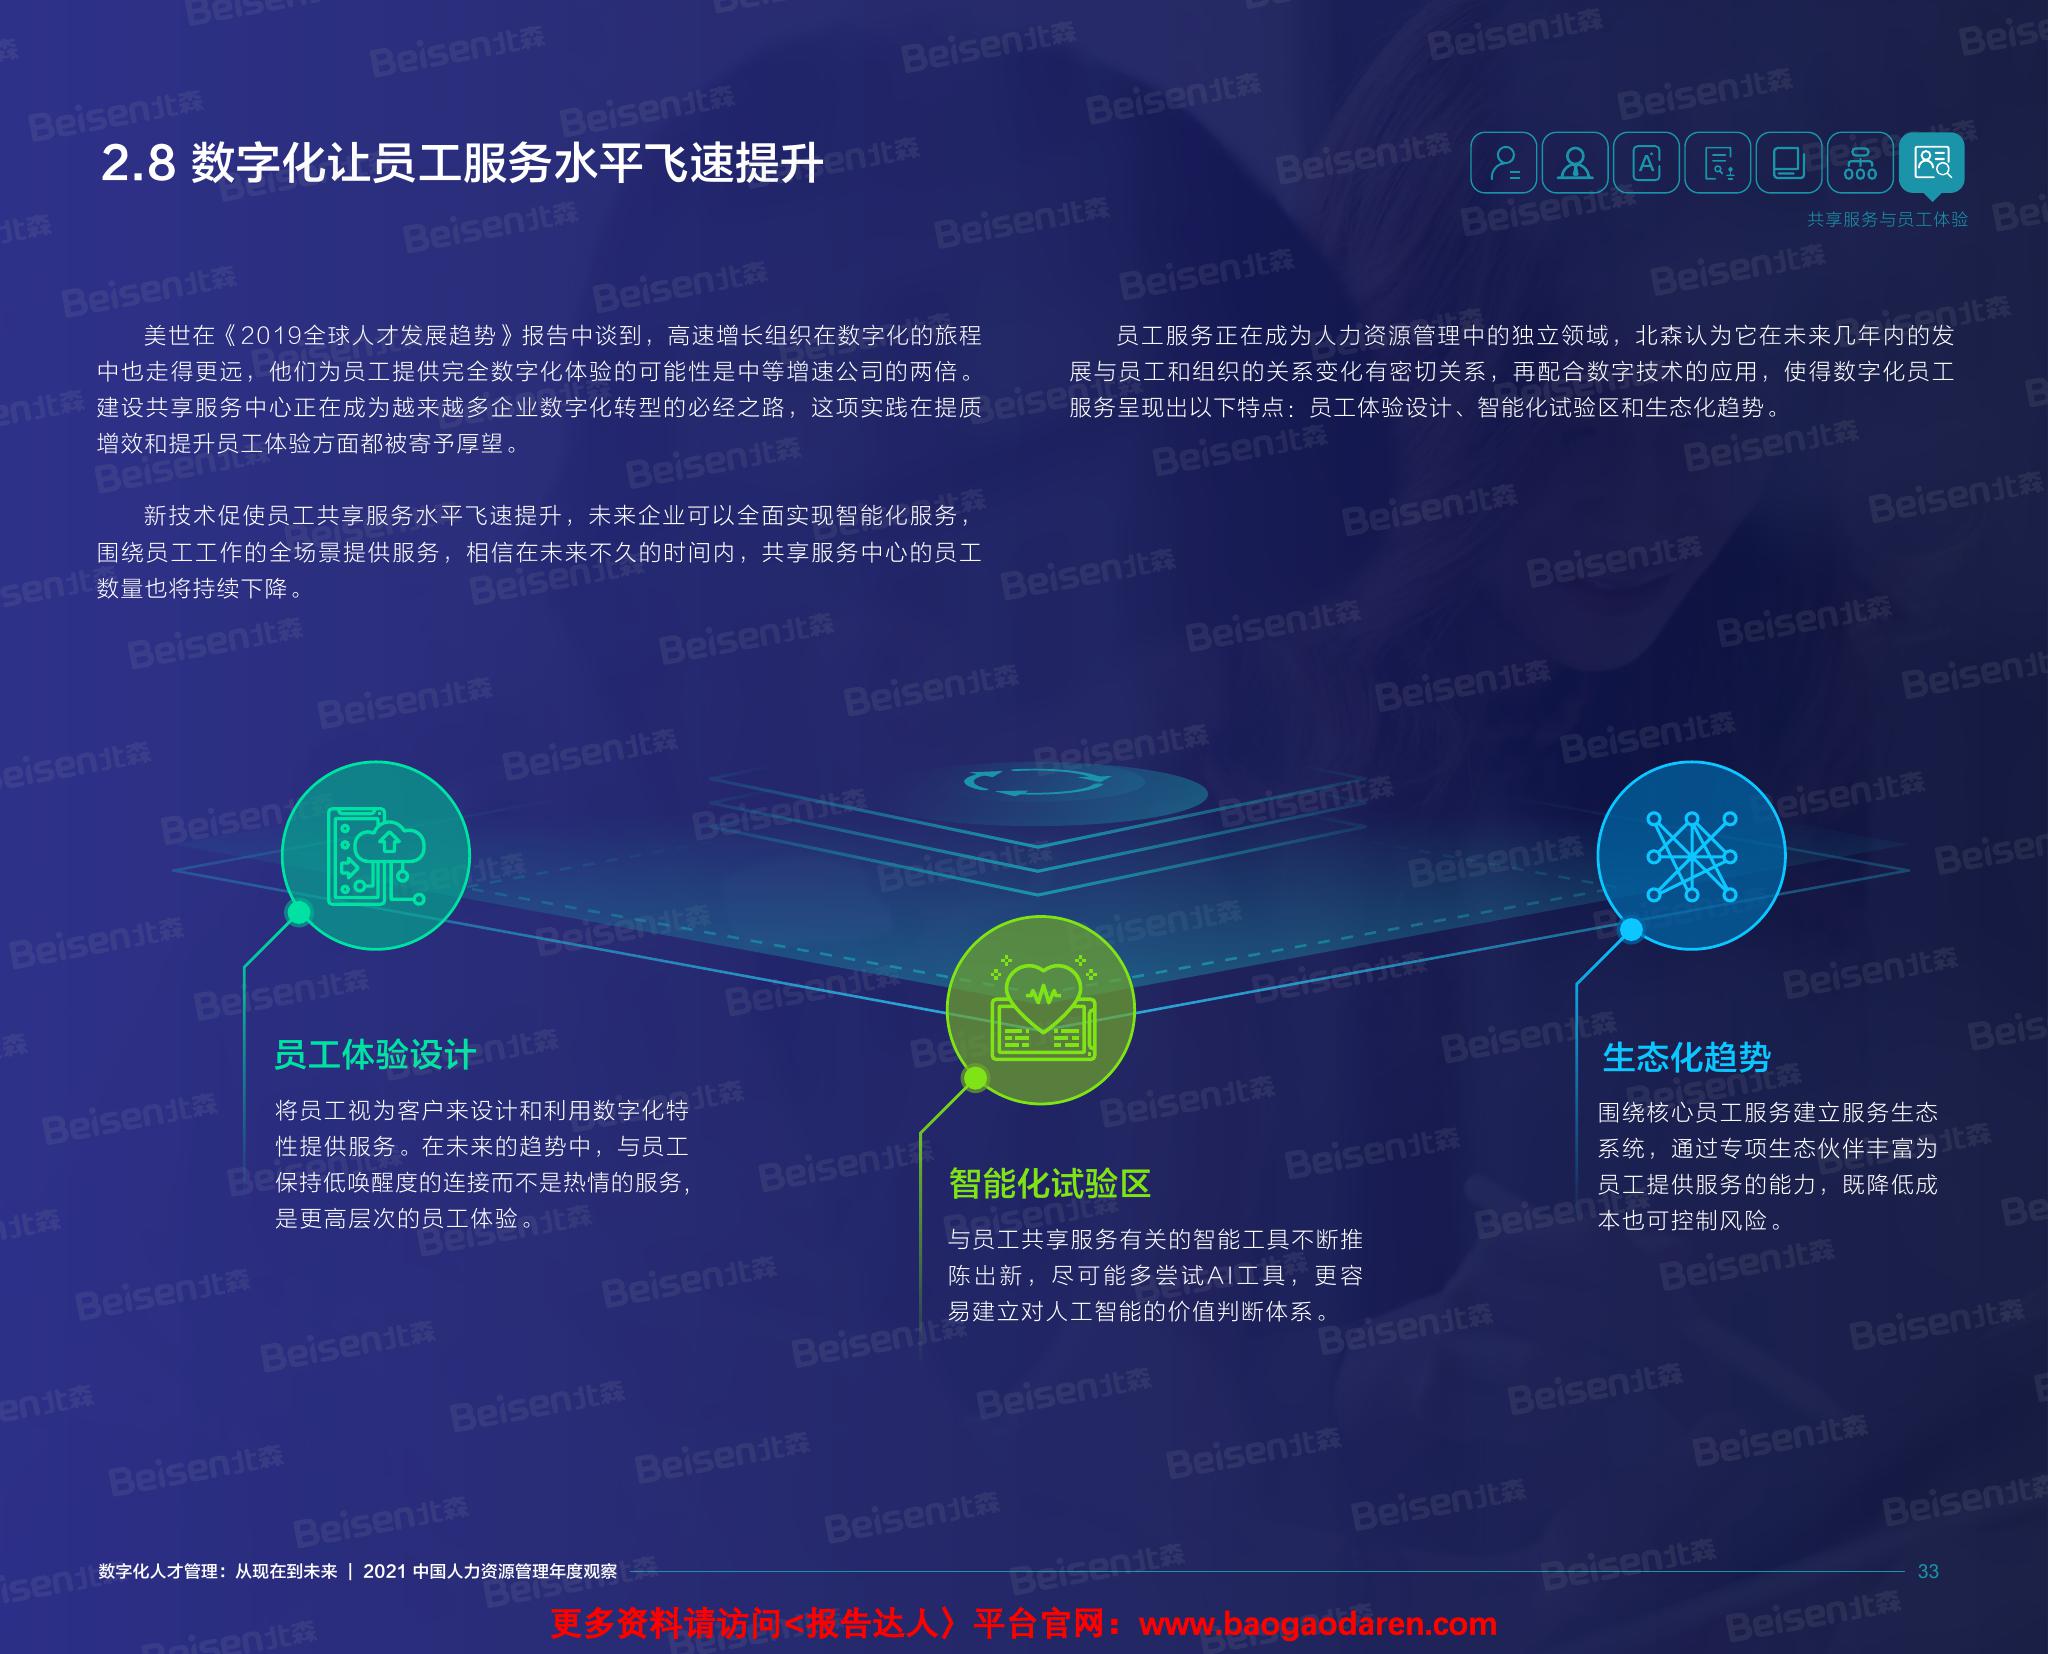 2.8 数字化让员工服务水平飞速提升
共享服务与员工体验
美世在《2019全球人才发展趋势》报告中谈到，高速增长组织在数字化的旅程
中也走得更远，他们为员工提供完全数字化体验的可能性是中等增速公司的两倍。
建设共享服务中心正在成为越来越多企业数字化转型的必经之路，这项实践在提质
增效和提升员工体验方面都被寄予厚望。
新技术促使员工共享服务水平飞速提升，未来企业可以全面实现智能化服务，
围绕员工工作的全场景提供服务，相信在未来不久的时间内，共享服务中心的员工
数量也将持续下降。
员工服务正在成为人力资源管理中的独立领域，北森认为它在未来几年内的发
展与员工和组织的关系变化有密切关系，再配合数字技术的应用，使得数字化员工
服务呈现出以下特点：员工体验设计、智能化试验区和生态化趋势。
员工体验设计
将员工视为客户来设计和利用数字化特
性提供服务。在未来的趋势中，与员工
保持低唤醒度的连接而不是热情的服务，
是更高层次的员工体验。
智能化试验区
与员工共享服务有关的智能工具不断推
陈出新，尽可能多尝试AI工具，更容
易建立对人工智能的价值判断体系。
生态化趋势
围绕核心员工服务建立服务生态
系统，通过专项生态伙伴丰富为
员工提供服务的能力，既降低成
本也可控制风险。
数字化人才管理：从现在到未来 | 2021 中国人力资源管理年度观察
33
更多资料请访问<报告达人〉平台官网：www.baogaodaren.com
Beisen北森